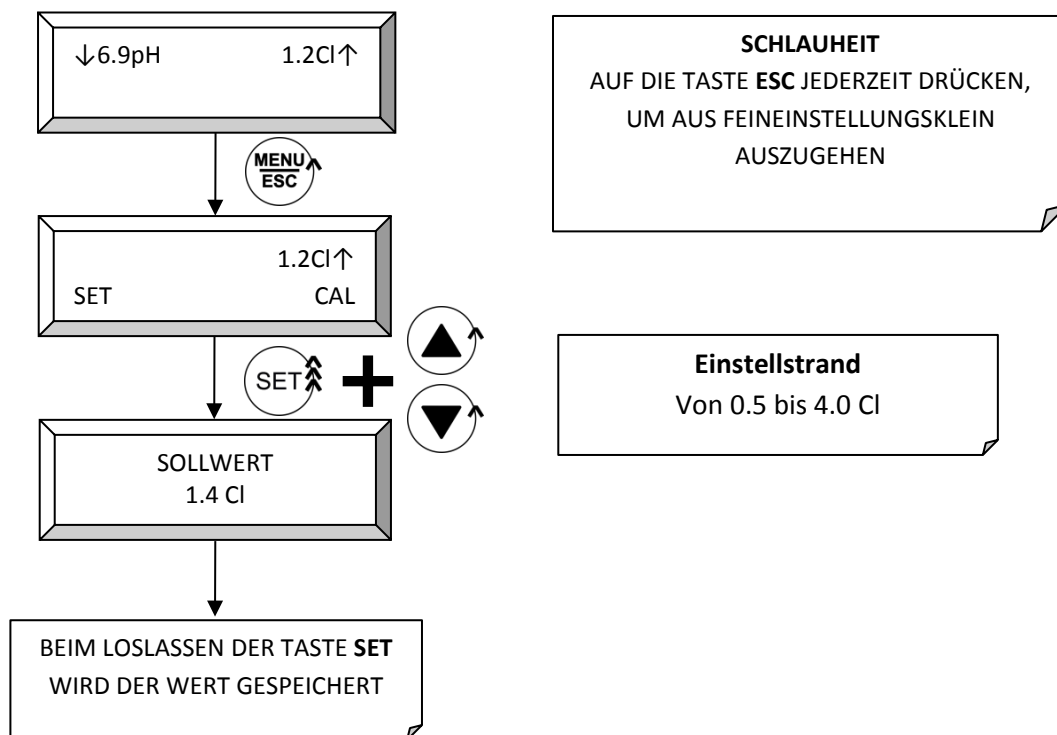 ↓6.9pH 1.2Cl↑
MENU
ESC
1.2Cl↑
SET CAL
SET
SOLLWERT
1.4 Cl
BEIM LOSLASSEN DER TASTE SET
WIRD DER WERT GESPEICHERT
SCHLAUHEIT
AUF DIE TASTE ESC JEDERZEIT DRÜCKEN,
UM AUS FEINEINSTELLUNGSKLEIN
AUSZUGEHEN
Einstellstrand
Von 0.5 bis 4.0 Cl